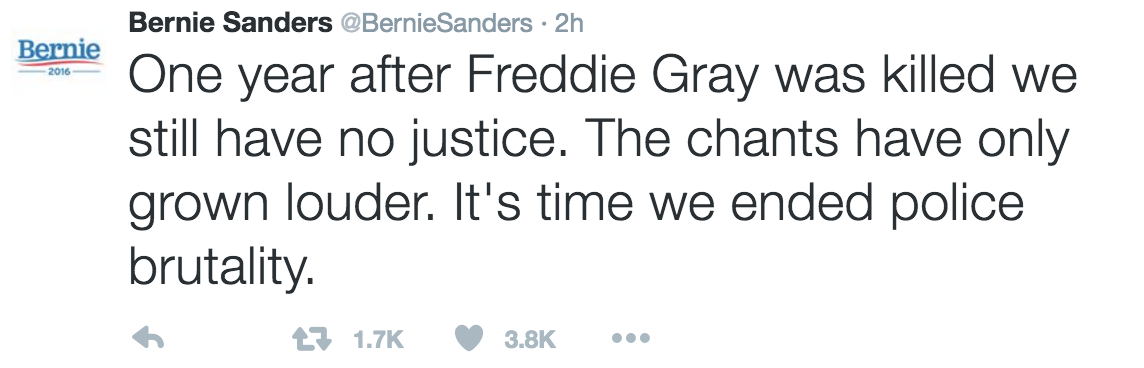 Bernie Sanders @BernieSanders · 2h
Bernie
2016
One year after Freddie Gray was killed we
still have no justice. The chants have only
grown louder. It's time we ended police
brutality.
1.7K 3.8K